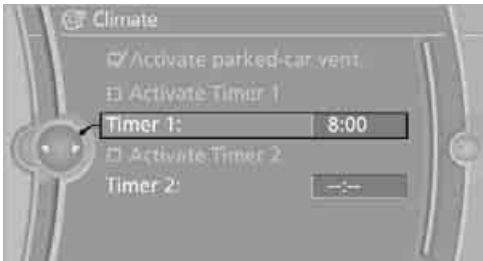 Climate
Activate parked-car vent.
Activate Timer 1
Timer 1: 8:00
Activate Timer 2
Timer 2: --:--